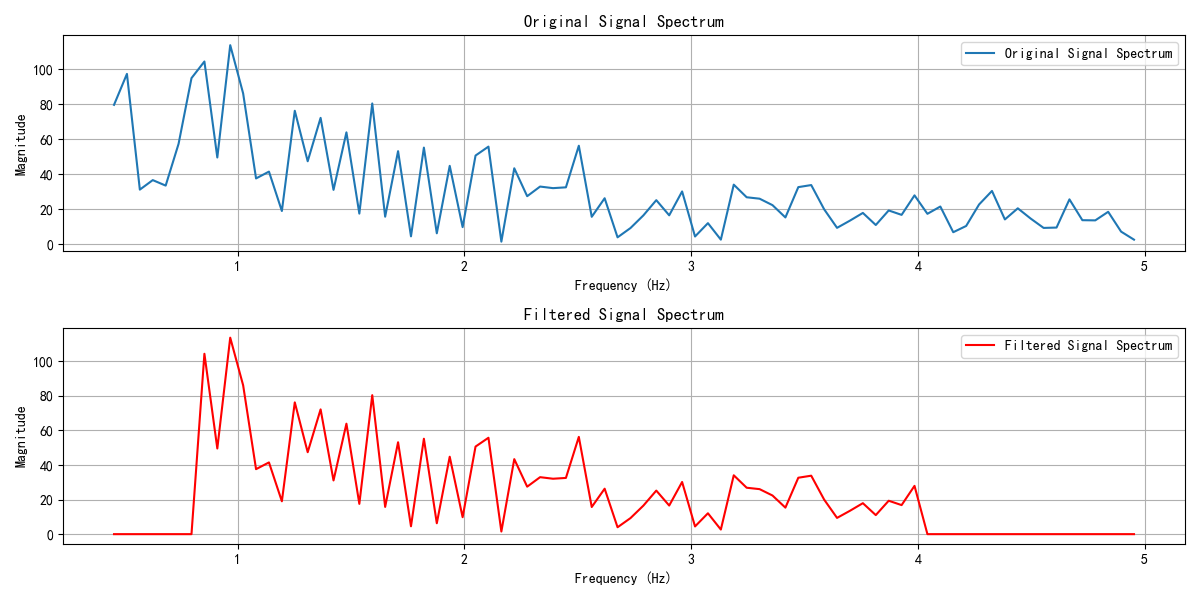 Original Signal Spectrum
Original Signal Spectrum
Magnitude
100
80
60
40
20
0
1 2 3 4 5
Frequency (Hz)
Filtered Signal Spectrum
Filtered Signal Spectrum
Magnitude
100
80
60
40
20
0
1 2 3 4 5
Frequency (Hz)